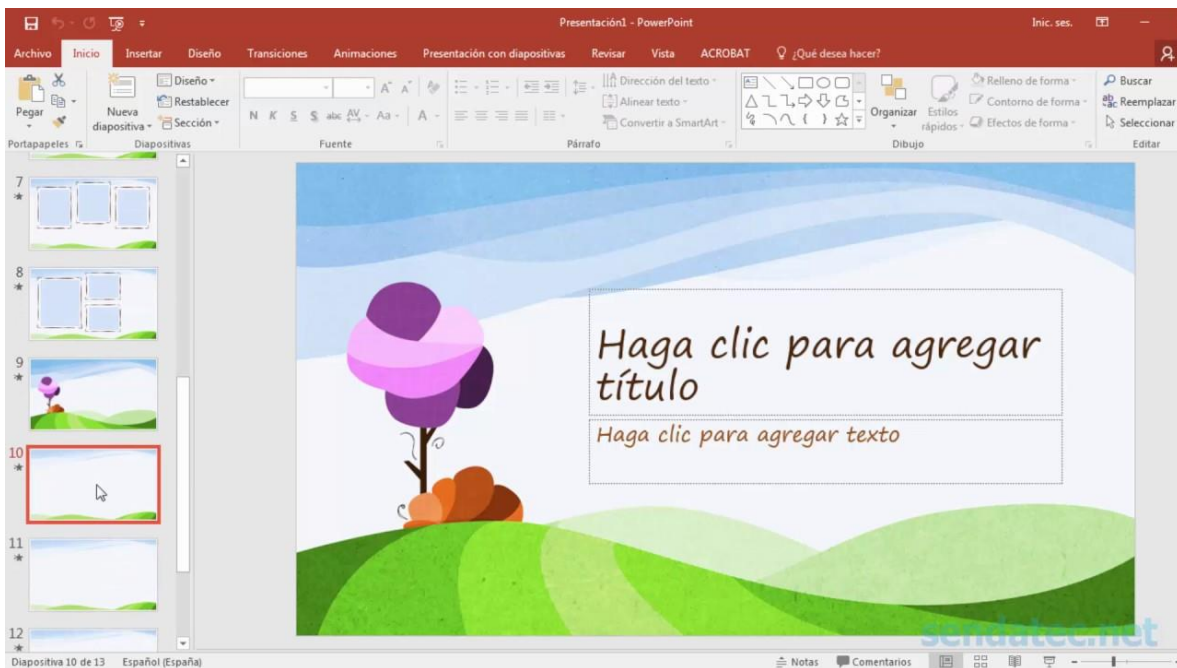 Presentación1 - PowerPoint
Inic. ses.
Archivo Inicio Insertar Diseño Transiciones Animaciones Presentación con diapositivas Revisar Vista ACROBAT ¿Qué desea hacer?
Pegar
Nueva diapositiva
Diseño
Restablecer
Sección
N K S S abc AV Aa A
Dirección del texto
Alinear texto
Convertir a SmartArt
Organizar
Estilos rápidos
Relleno de forma
Contorno de forma
Efectos de forma
Buscar
Reemplazar
Seleccionar
Portapapeles Diapositivas Fuente Párrafo Dibujo Editar
7
8
9
10
11
12
Haga clic para agregar
título
Haga clic para agregar texto
sendatec.net
Diapositiva 10 de 13 Español (España) Notas Comentarios